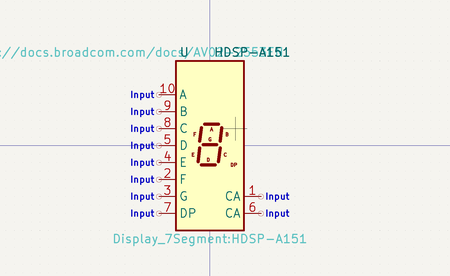 ://docs.broadcom.com/docs/AV02
U HDSP-A151
Input 10 A
Input 9 B
Input 8 C
Input 5 D
Input 4 E
Input 2 F
Input 3 G CA 1 Input
Input 7 DP CA 6 Input
A
F B
G
E C
D
DP
Display_7Segment:HDSP-A151